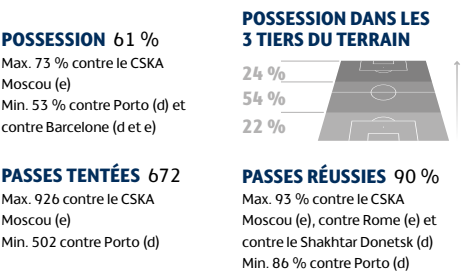 POSSESSION 61 %
Max. 73 % contre le CSKA
Moscou (e)
Min. 53 % contre Porto (d) et
contre Barcelone (d et e)
POSSESSION DANS LES
3 TIERS DU TERRAIN
24 %
54 %
22 %
PASSES TENTÉES 672
Max. 926 contre le CSKA
Moscou (e)
Min. 502 contre Porto (d)
PASSES RÉUSSIES 90 %
Max. 93 % contre le CSKA
Moscou (e), contre Rome (e) et
contre le Shakhtar Donetsk (d)
Min. 86 % contre Porto (d)